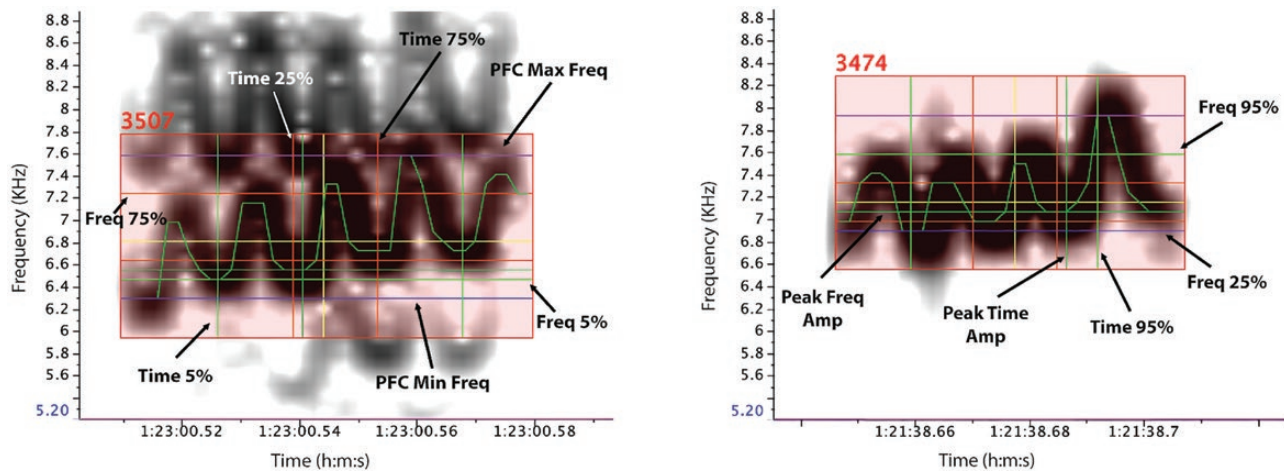 8.8
8.6
8.4
8.2
8
7.8
7.6
7.4
7.2
7
6.8
6.6
6.4
6.2
6
5.8
5.6
5.20
Frequency (KHz)
3507
Time 25%
Time 75%
PFC Max Freq
Freq 75%
Freq 5%
Time 5%
PFC Min Freq
1:23:00.52
1:23:00.54
1:23:00.56
1:23:00.58
Time (h:m:s)
8.8
8.6
8.4
8.2
8
7.8
7.6
7.4
7.2
7
6.8
6.6
6.4
6.2
6
5.8
5.6
5.20
Frequency (KHz)
3474
Freq 95%
Peak Freq
Amp
Peak Time
Amp
Time 95%
Freq 25%
1:21:38.66
1:21:38.68
1:21:38.7
Time (h:m:s)